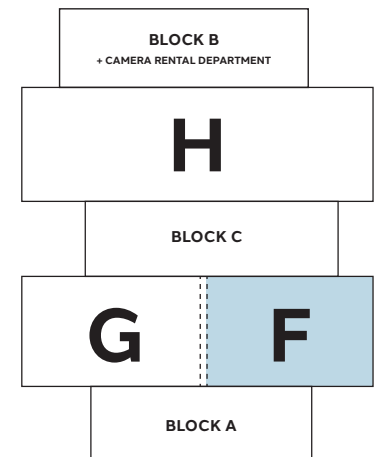 BLOCK B
+ CAMERA RENTAL DEPARTMENT
H
BLOCK C
G F
BLOCK A